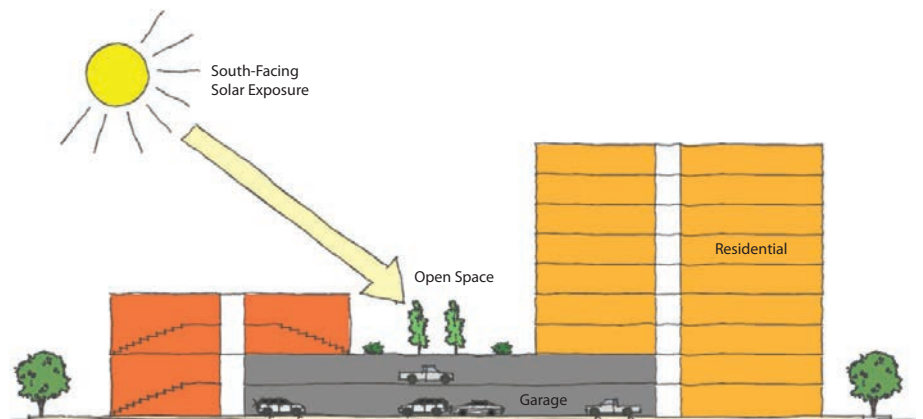 South-Facing
Solar Exposure
Open Space
Residential
Garage